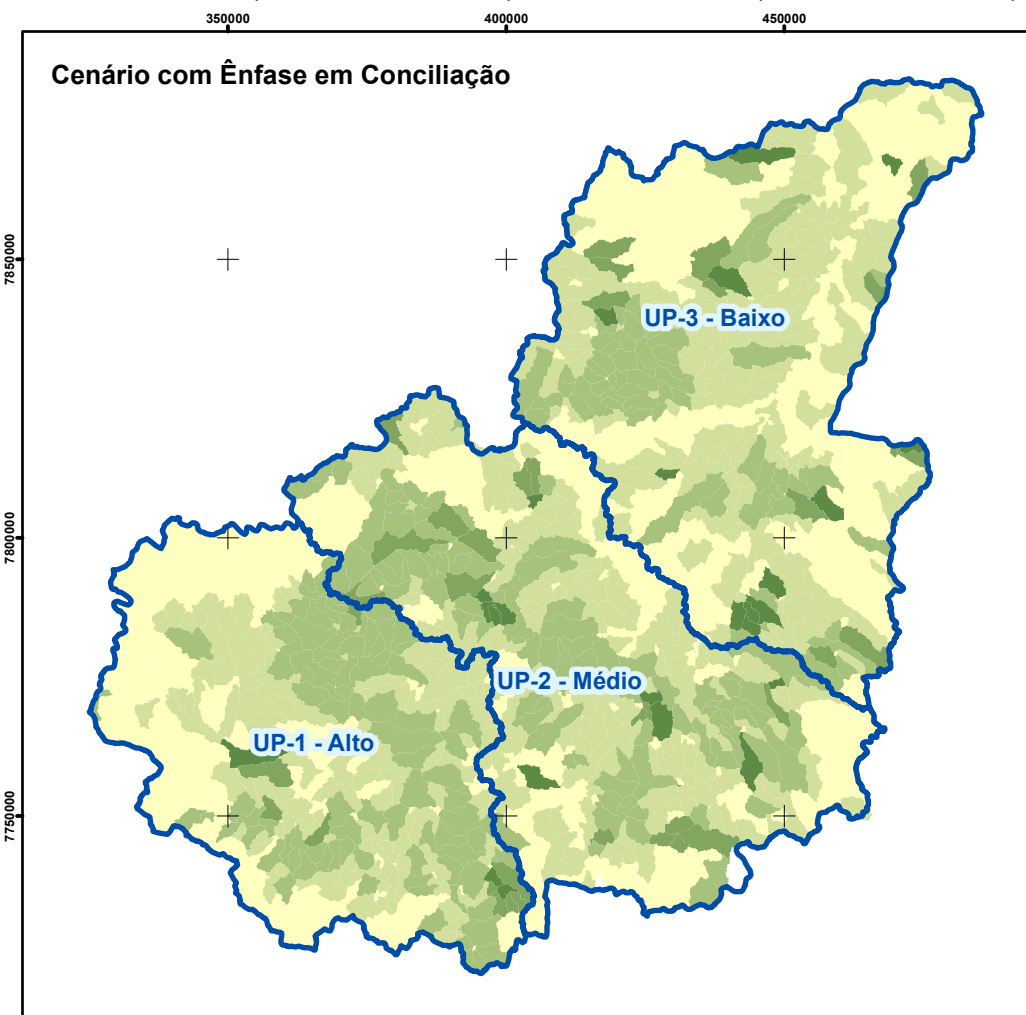 350000
400000
450000
Cenário com Ênfase em Conciliação
7850000
UP-3 - Baixo
7800000
UP-2 - Médio
UP-1 - Alto
7750000